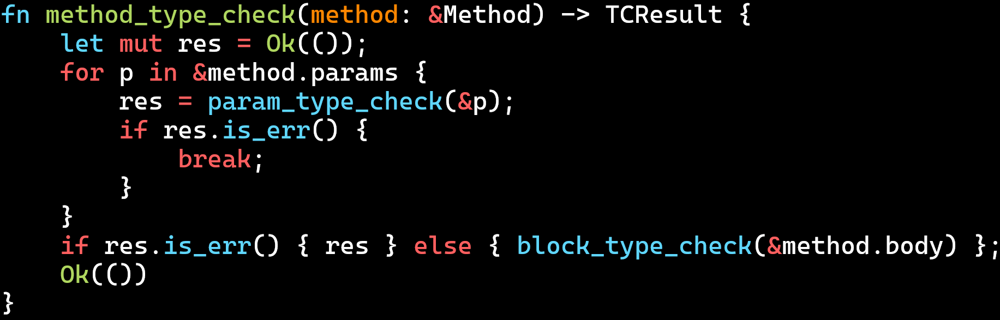 fn method_type_check(method: &Method) -> TCResult {
    let mut res = Ok(());
    for p in &method.params {
        res = param_type_check(&p);
        if res.is_err() {
            break;
        }
    }
    if res.is_err() { res } else { block_type_check(&method.body) };
    Ok(())
}